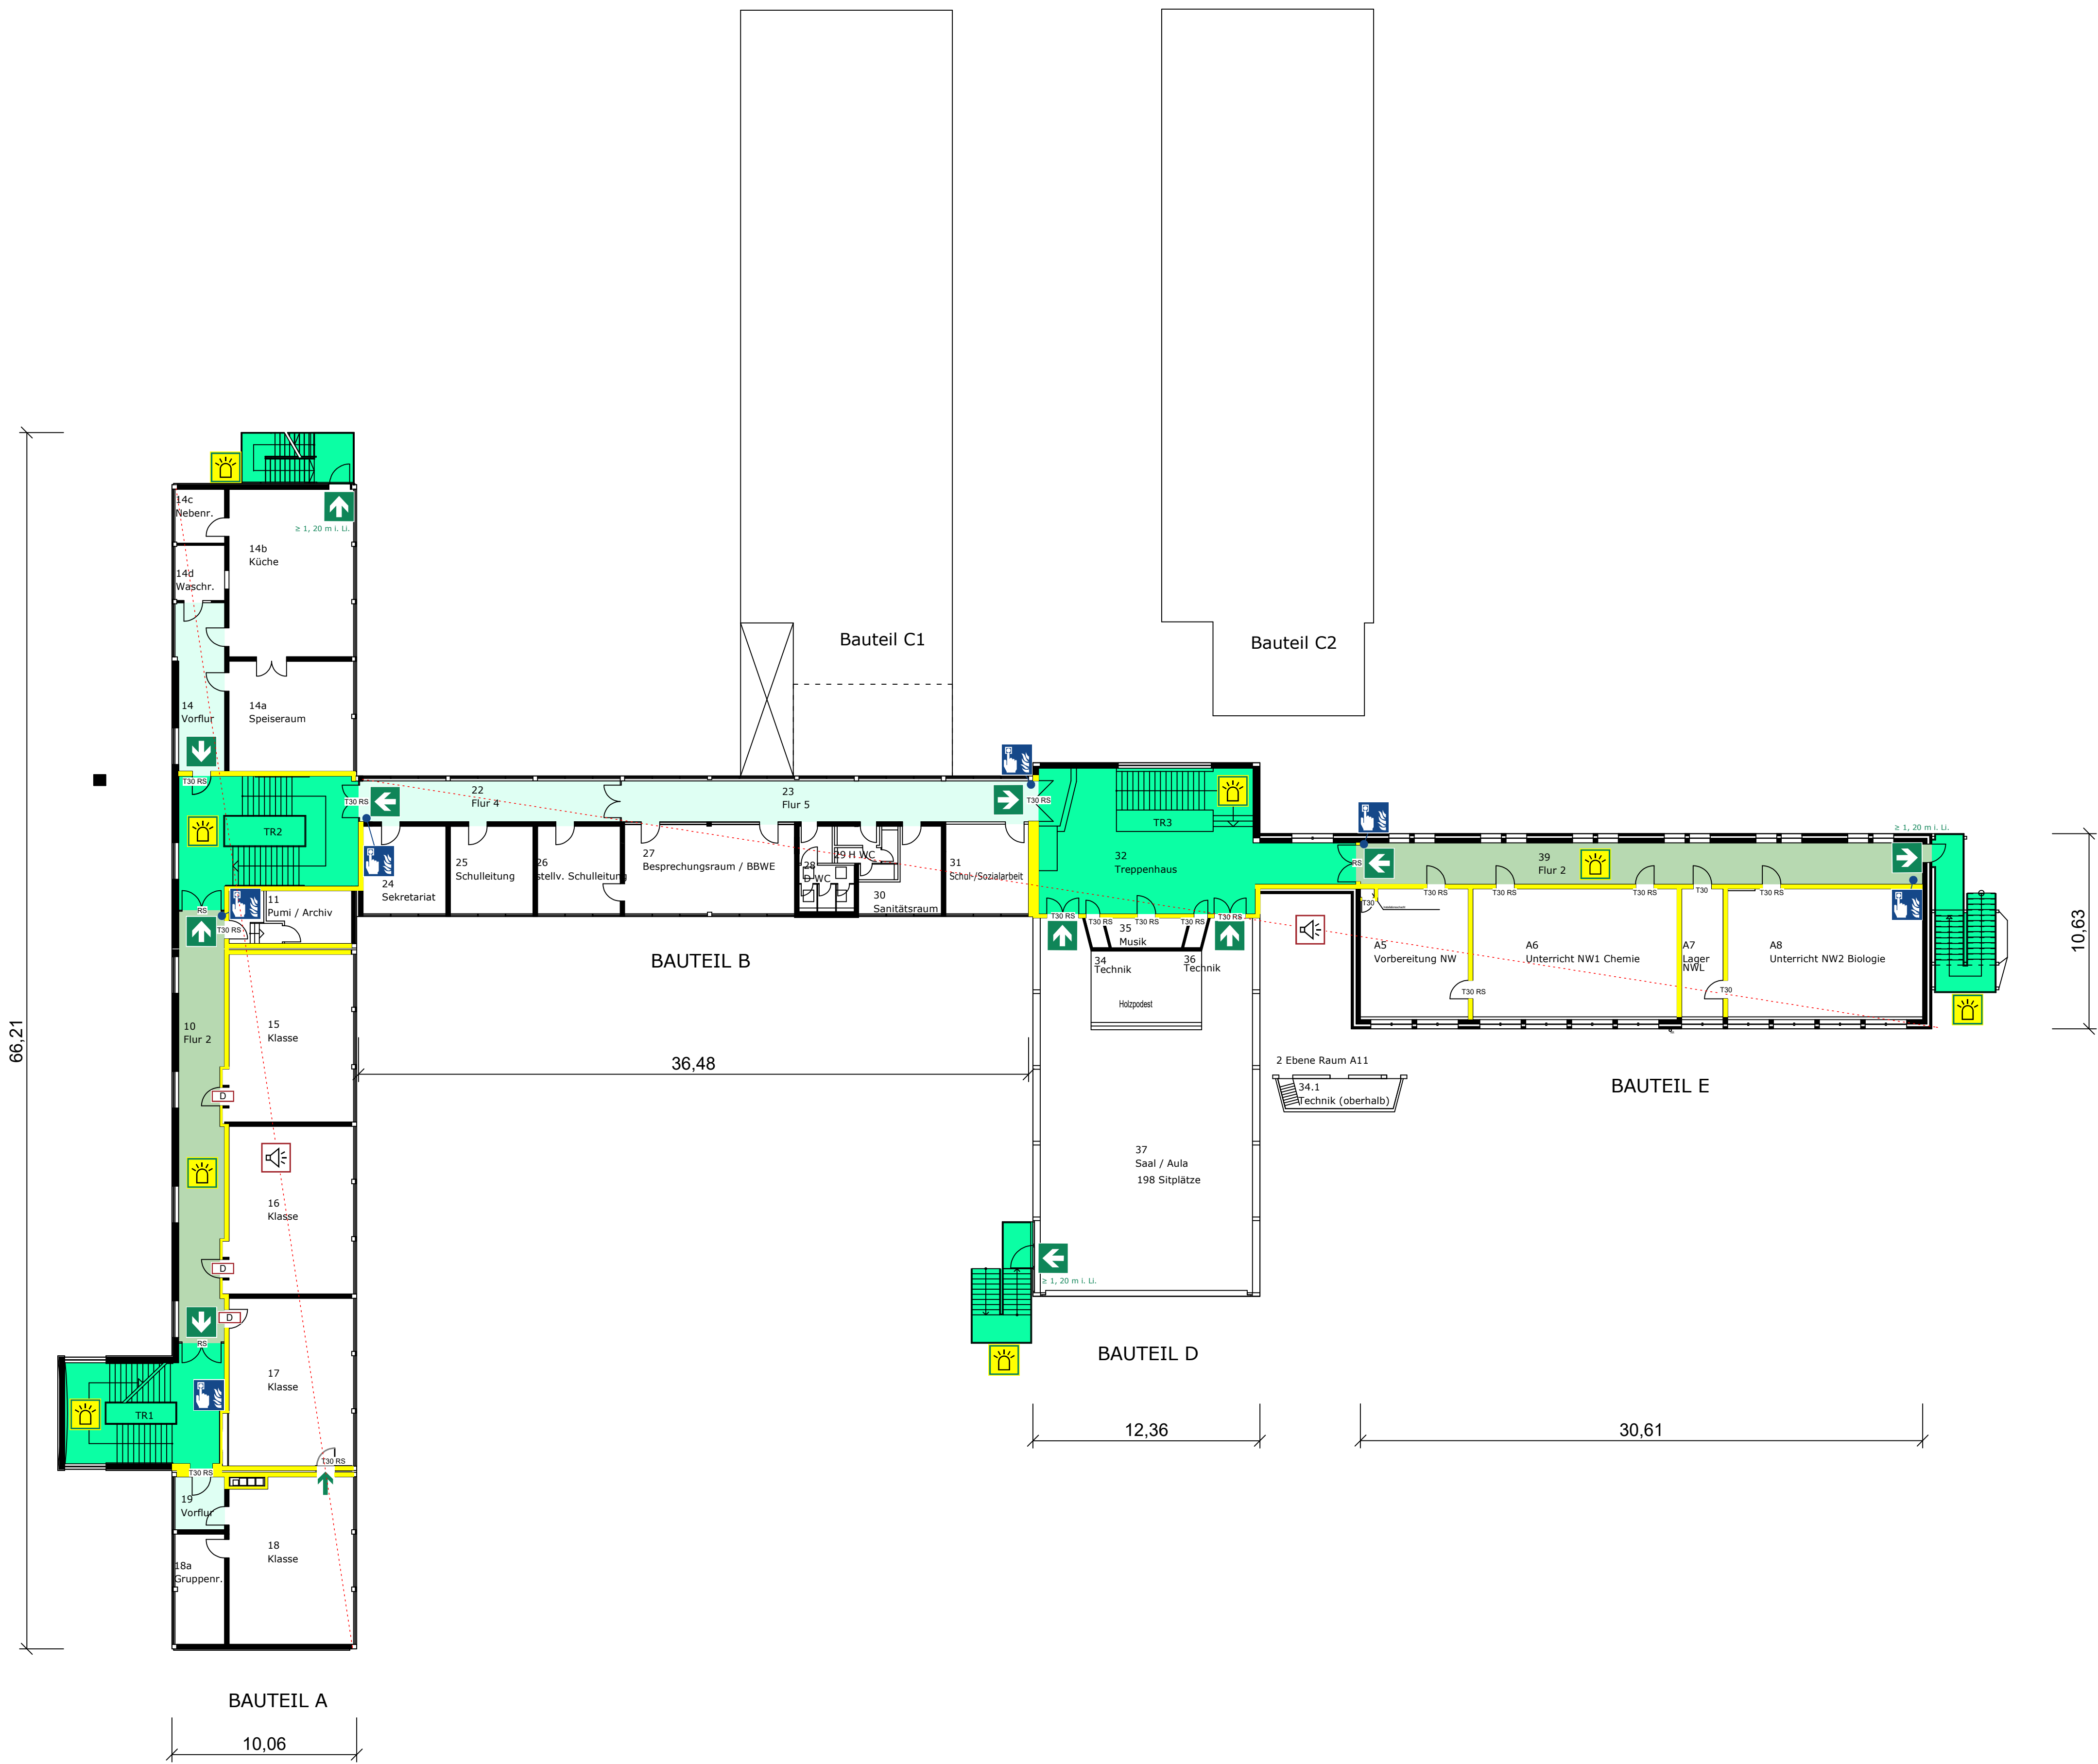 Bauteil C1
Bauteil C2
14c
Nebenr.
≥ 1, 20 m i. Li.
14b
Küche
14d
Waschr.
14
Vorflur
14a
Speiseraum
T30 RS
TR2
T30 RS
22
Flur 4
23
Flur 5
T30 RS
TR3
32
Treppenhaus
≥ 1, 20 m i. Li.
39
Flur 2
RS
24
Sekretariat
25
Schulleitung
26
stellv. Schulleitung
27
Besprechungsraum / BBWE
28
D WC
29 H WC
30
Sanitätsraum
31
Schul-/Sozialarbeit
RS
11
Pumi / Archiv
T30 RS
T30
T30 RS
T30 RS
T30 RS
T30
T30 RS
T30 RS
T30 RS
T30 RS
T30 RS
T30 RS
35
Musik
34
Technik
36
Technik
Holzpodest
A5
Vorbereitung NW
A6
Unterricht NW1 Chemie
A7
Lager
NWL
A8
Unterricht NW2 Biologie
T30 RS
T30
10,63
BAUTEIL B
10
Flur 2
15
Klasse
66,21
36,48
2 Ebene Raum A11
34.1
Technik (oberhalb)
BAUTEIL E
D
37
Saal / Aula
198 Sitplätze
16
Klasse
D
≥ 1, 20 m i. Li.
D
RS
BAUTEIL D
17
Klasse
TR1
12,36
30,61
T30 RS
T30 RS
19
Vorflur
18
Klasse
18a
Gruppenr.
BAUTEIL A
10,06